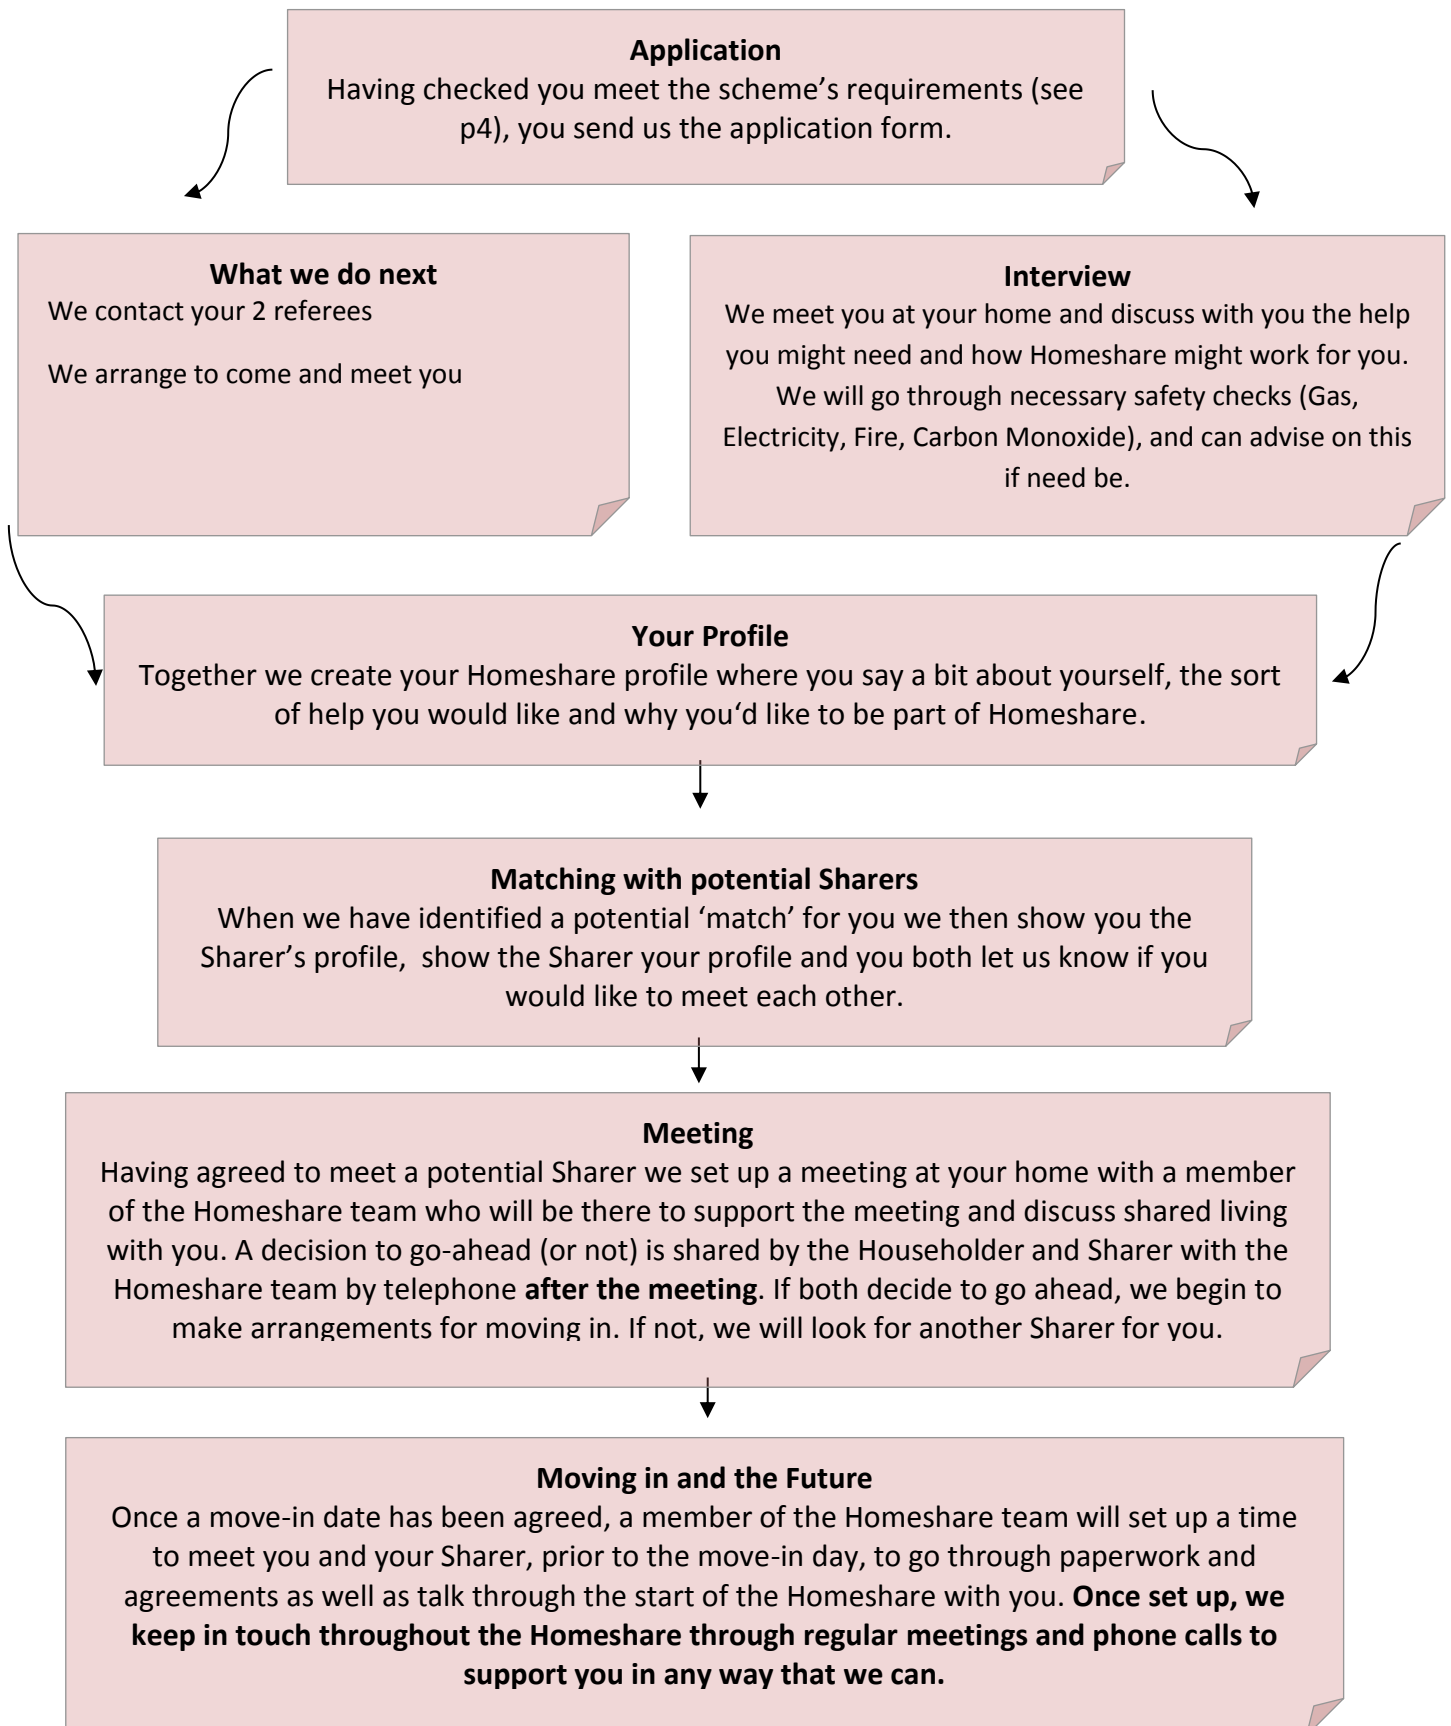 Application
Having checked you meet the scheme’s requirements (see
p4), you send us the application form.
What we do next
We contact your 2 referees
We arrange to come and meet you
Interview
We meet you at your home and discuss with you the help
you might need and how Homeshare might work for you.
We will go through necessary safety checks (Gas,
Electricity, Fire, Carbon Monoxide), and can advise on this
if need be.
Your Profile
Together we create your Homeshare profile where you say a bit about yourself, the sort
of help you would like and why you‘d like to be part of Homeshare.
Matching with potential Sharers
When we have identified a potential ‘match’ for you we then show you the
Sharer’s profile,  show the Sharer your profile and you both let us know if you
would like to meet each other.
Meeting
Having agreed to meet a potential Sharer we set up a meeting at your home with a member
of the Homeshare team who will be there to support the meeting and discuss shared living
with you. A decision to go-ahead (or not) is shared by the Householder and Sharer with the
Homeshare team by telephone after the meeting. If both decide to go ahead, we begin to
make arrangements for moving in. If not, we will look for another Sharer for you.
Moving in and the Future
Once a move-in date has been agreed, a member of the Homeshare team will set up a time
to meet you and your Sharer, prior to the move-in day, to go through paperwork and
agreements as well as talk through the start of the Homeshare with you. Once set up, we
keep in touch throughout the Homeshare through regular meetings and phone calls to
support you in any way that we can.